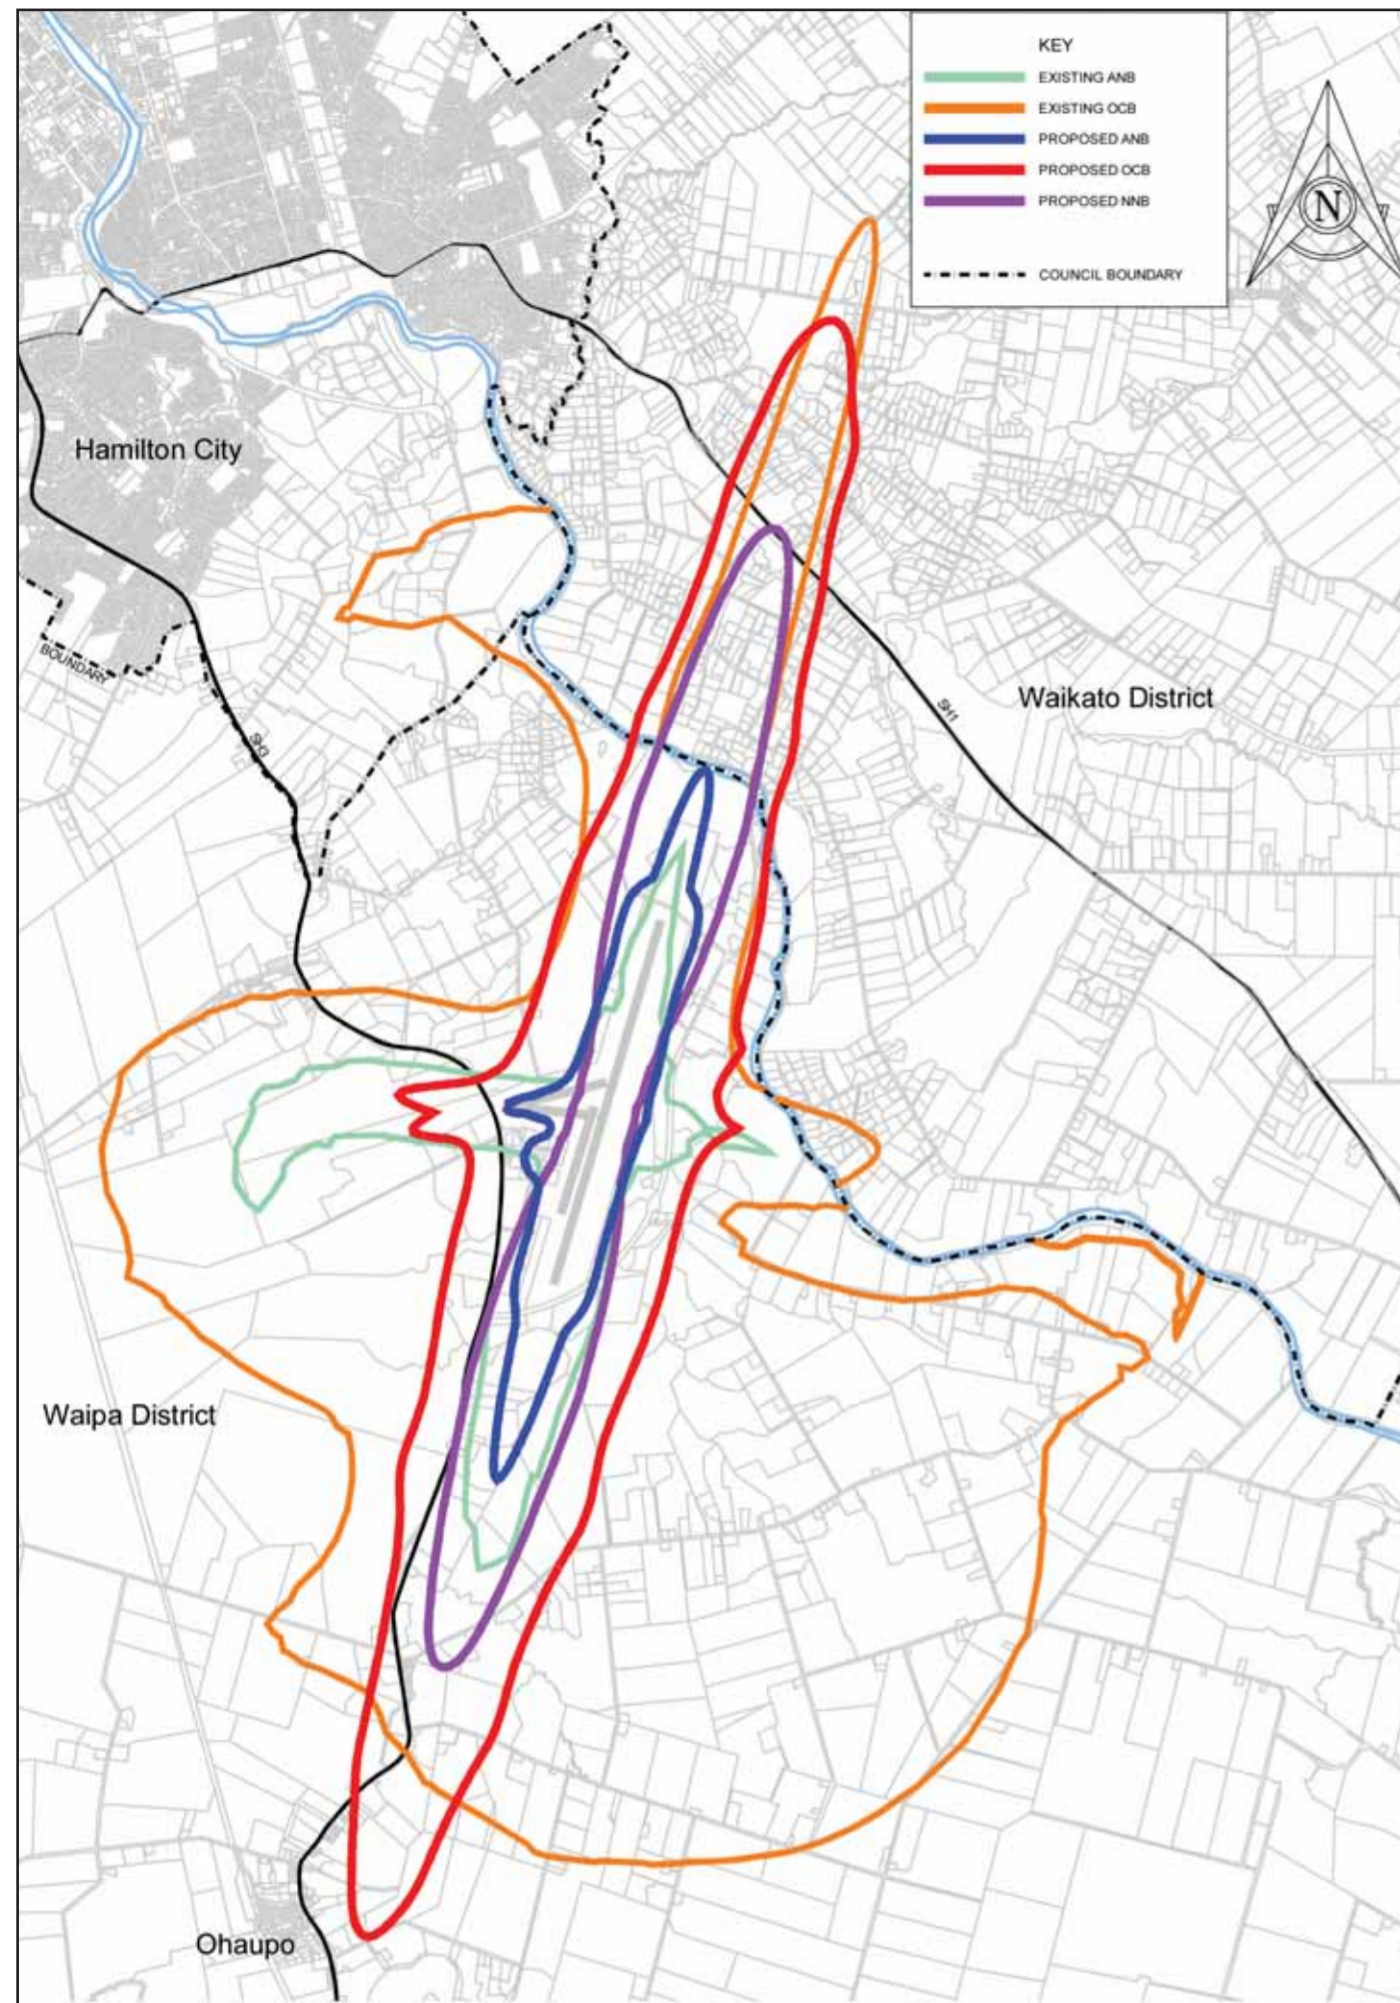 KEY
EXISTING ANB
EXISTING OCB
PROPOSED ANB
PROPOSED OCB
PROPOSED NNB
COUNCIL BOUNDARY
N
Hamilton City
BOUNDARY
SH3
SH1
Waikato District
Waipa District
Ohaupo